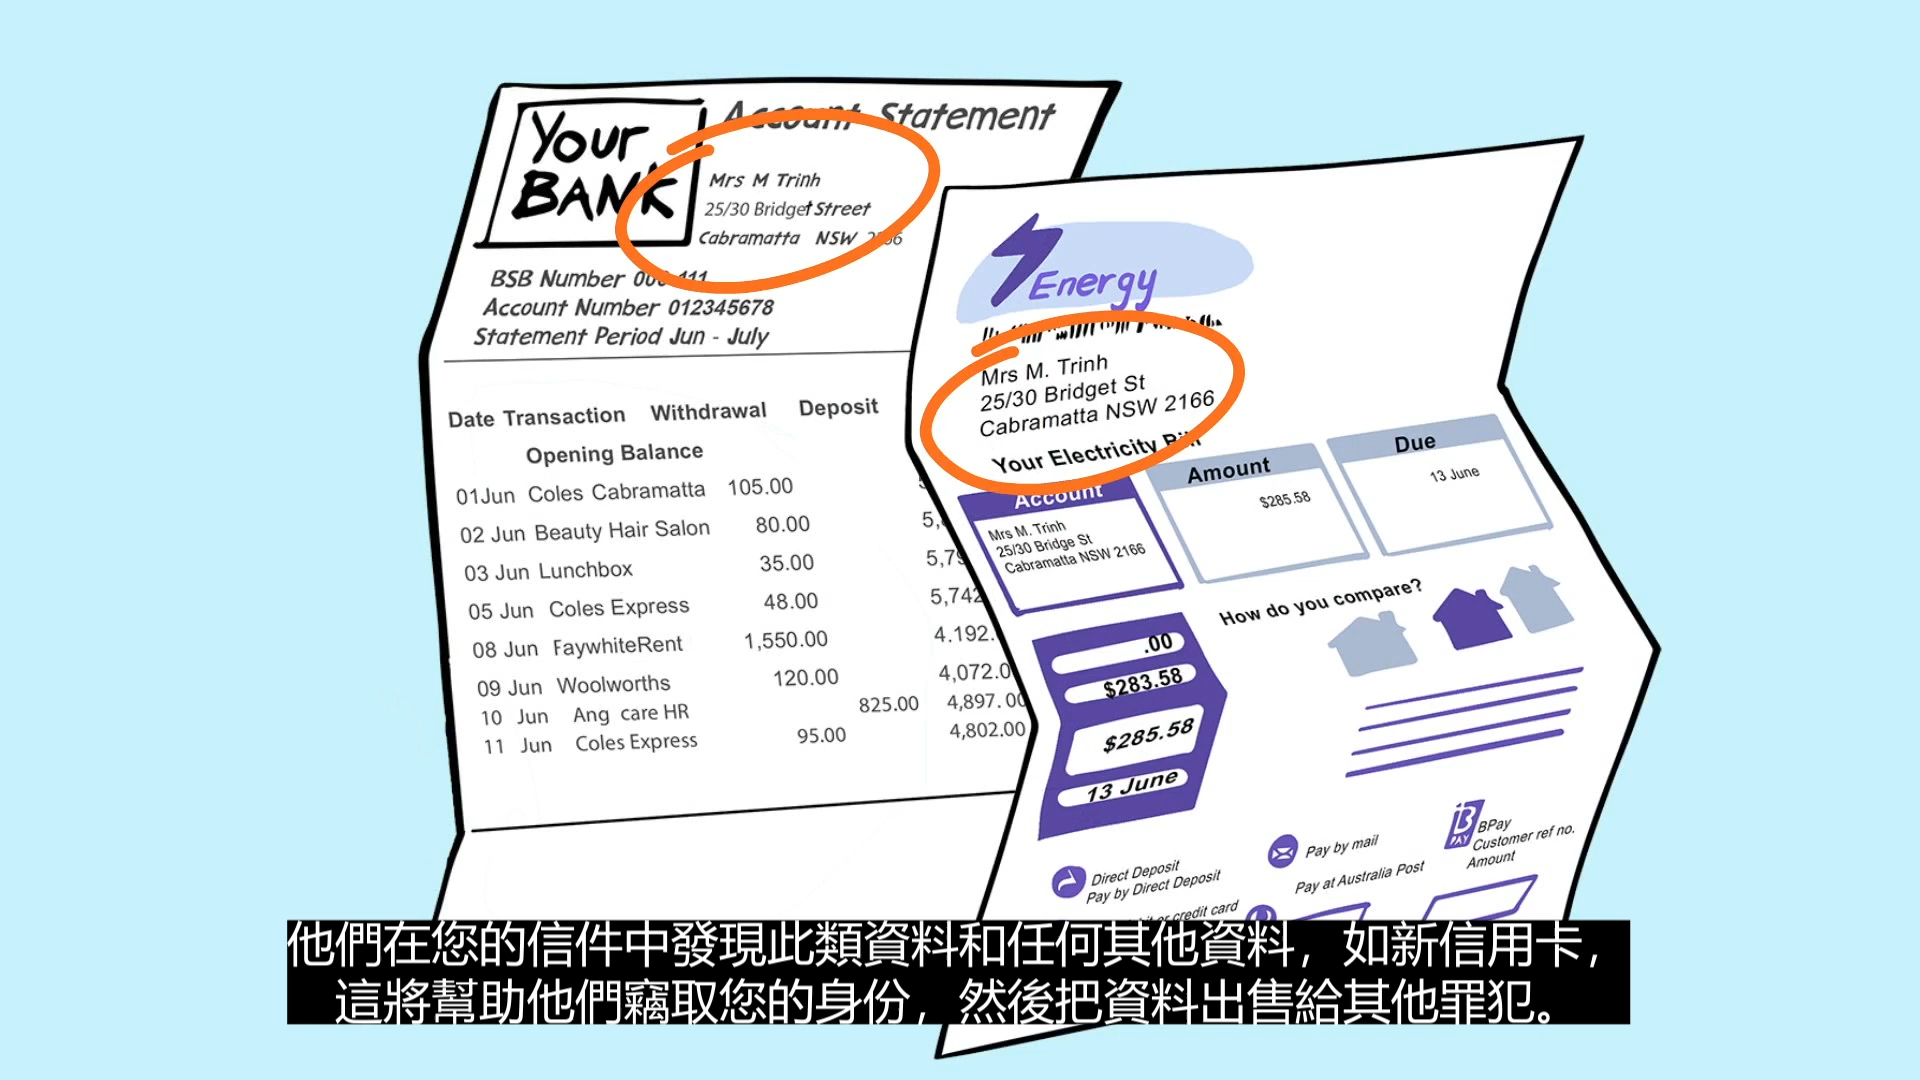 Your
BANK
Account Statement
Mrs M Trinh
25/30 Bridget Street
Cabramatta NSW 2166
BSB Number 000 111
Account Number 012345678
Statement Period Jun - July
Date Transaction Withdrawal Deposit
Opening Balance
01Jun Coles Cabramatta 105.00
02 Jun Beauty Hair Salon 80.00
03 Jun Lunchbox 35.00
05 Jun Coles Express 48.00 5,742
08 Jun FaywhiteRent 1,550.00 4.192.
09 Jun Woolworths 120.00 4,072.0
10 Jun Ang care HR 825.00 4,897.00
11 Jun Coles Express 95.00 4,802.00
Energy
Mrs M. Trinh
25/30 Bridget St
Cabramatta NSW 2166
Your Electricity Bill
Account
Mrs M. Trinh
25/30 Bridge St
Cabramatta NSW 2166
Amount
$285.58
Due
13 June
How do you compare?
.00
$283.58
$285.58
13 June
Direct Deposit
Pay by Direct Deposit
Pay by mail
Pay at Australia Post
B
PAY
BPay
Customer ref no.
Amount
or credit card
他們在您的信件中發現此類資料和任何其他資料，如新信用卡，
這將幫助他們竊取您的身份，然後把資料出售給其他罪犯。